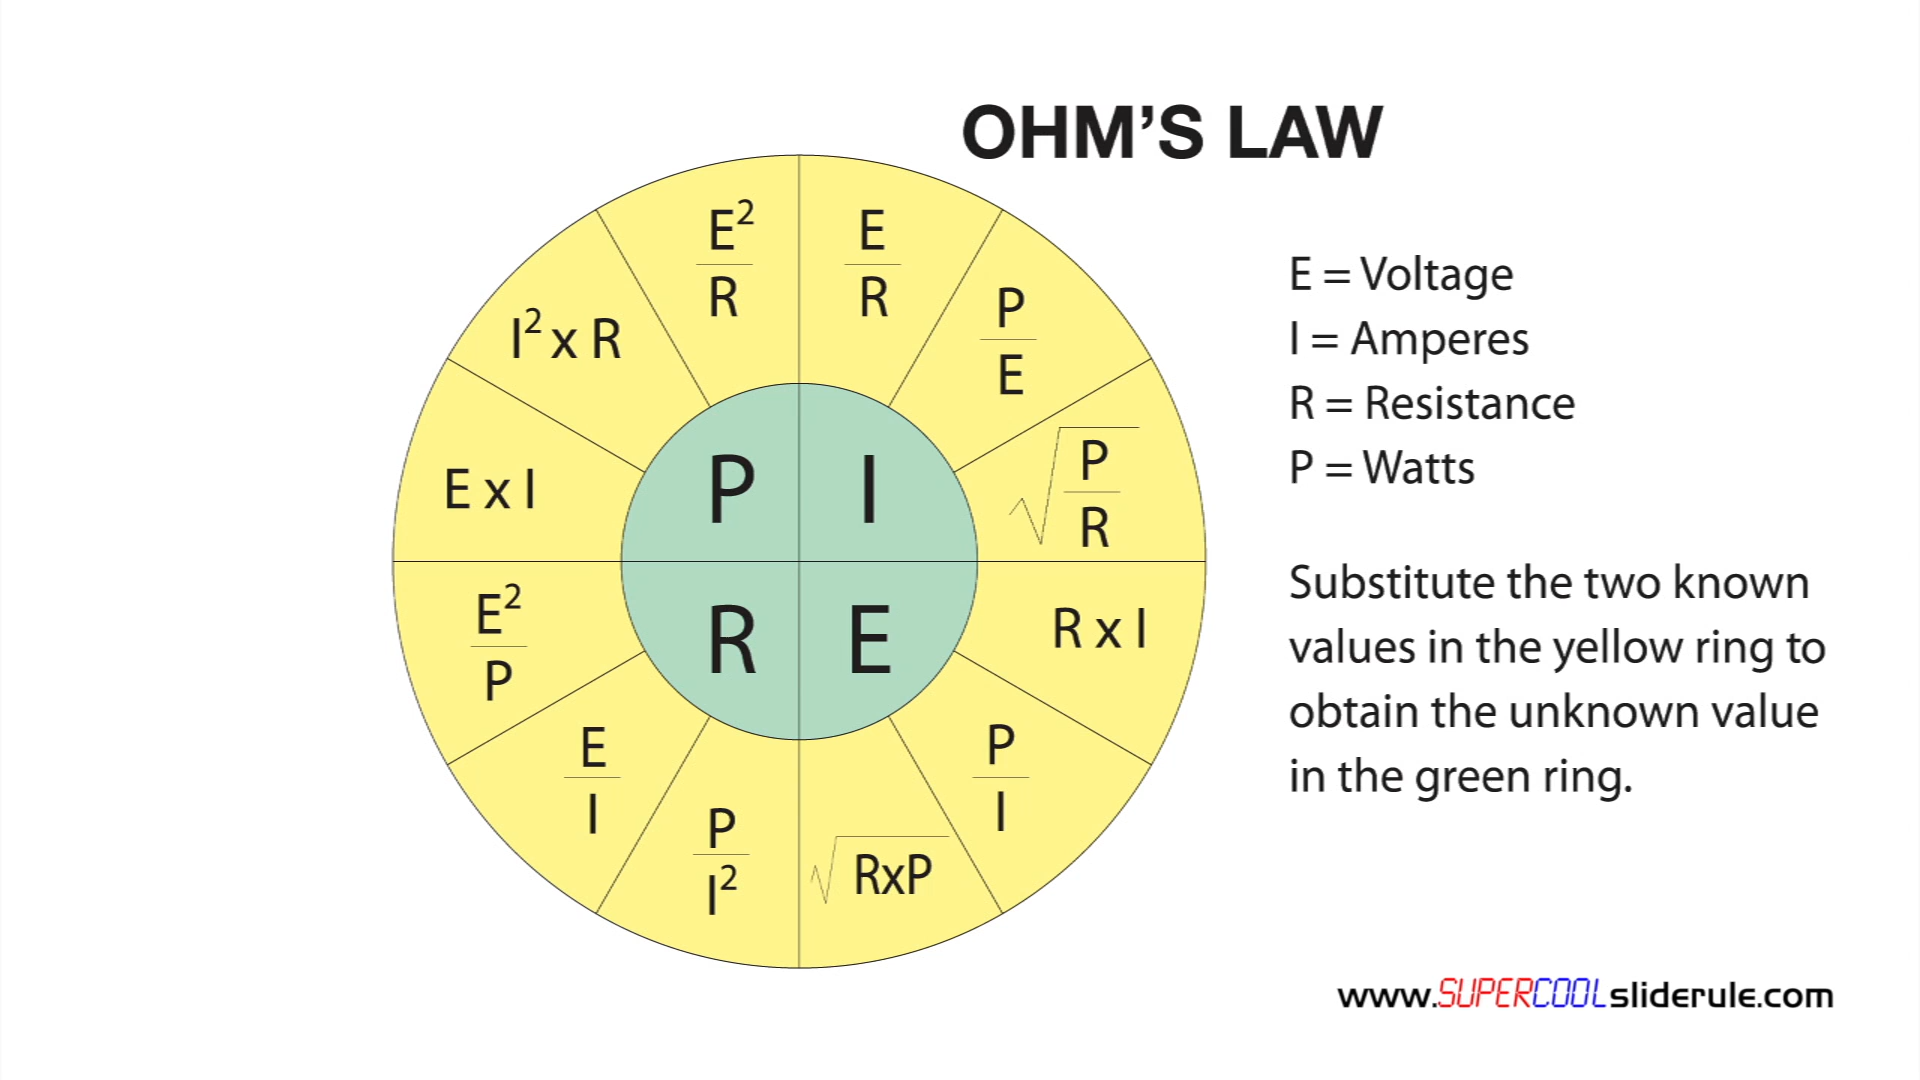 OHM'S LAW
E²/R
E/R
P/E
√(P/R)
R x I
P/I
√RxP
P/I²
E/I
E²/P
E x I
I² x R
P
I
R
E
E = Voltage
I = Amperes
R = Resistance
P = Watts
Substitute the two known
values in the yellow ring to
obtain the unknown value
in the green ring.
www.SUPERCOOLsliderule.com